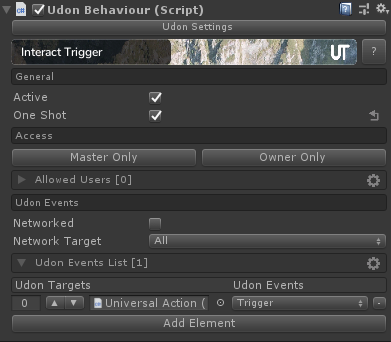 Udon Behaviour (Script)
Udon Settings
Interact Trigger
UT
?
General
Active
One Shot
Access
Master Only
Owner Only
Allowed Users [0]
Udon Events
Networked
Network Target
All
Udon Events List [1]
Udon Targets
Udon Events
0
Universal Action (
Trigger
-
Add Element